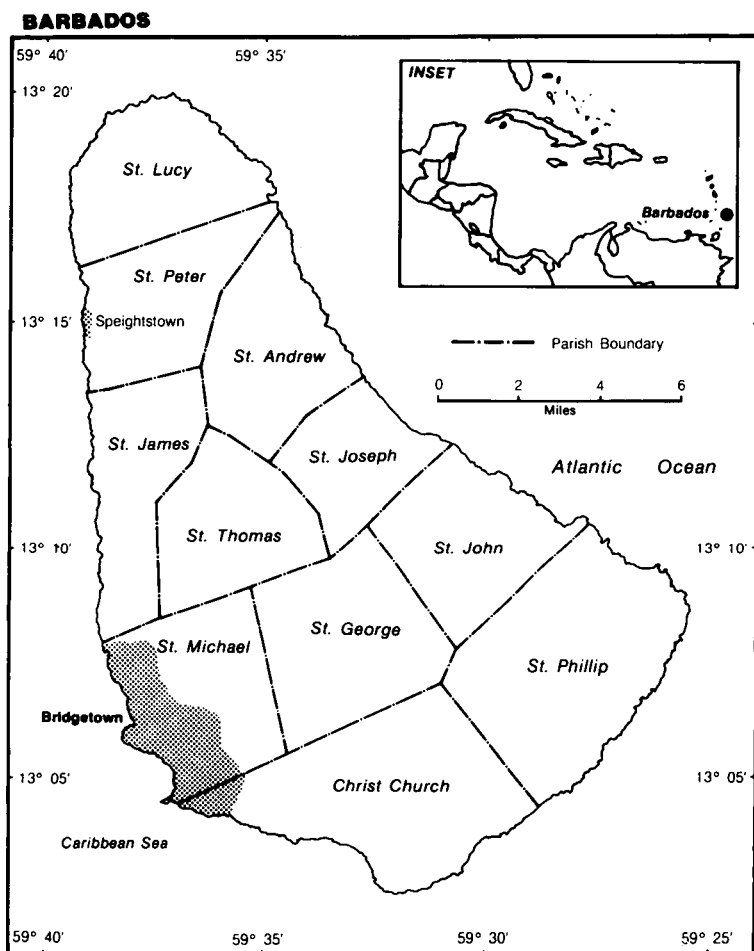 BARBADOS
59° 40′ 59° 35′
13° 20′
INSET
Barbados
St. Lucy
St. Peter
Speightstown
13° 15′
Parish Boundary
St. Andrew
0 2 4 6
Miles
St. James
St. Joseph
Atlantic Ocean
St. Thomas
St. John
13° 10′ 13° 10′
St. George
St. Michael
St. Phillip
Bridgetown
13° 05′ 13° 05′
Christ Church
Caribbean Sea
59° 40′ 59° 35′ 59° 30′ 59° 25′